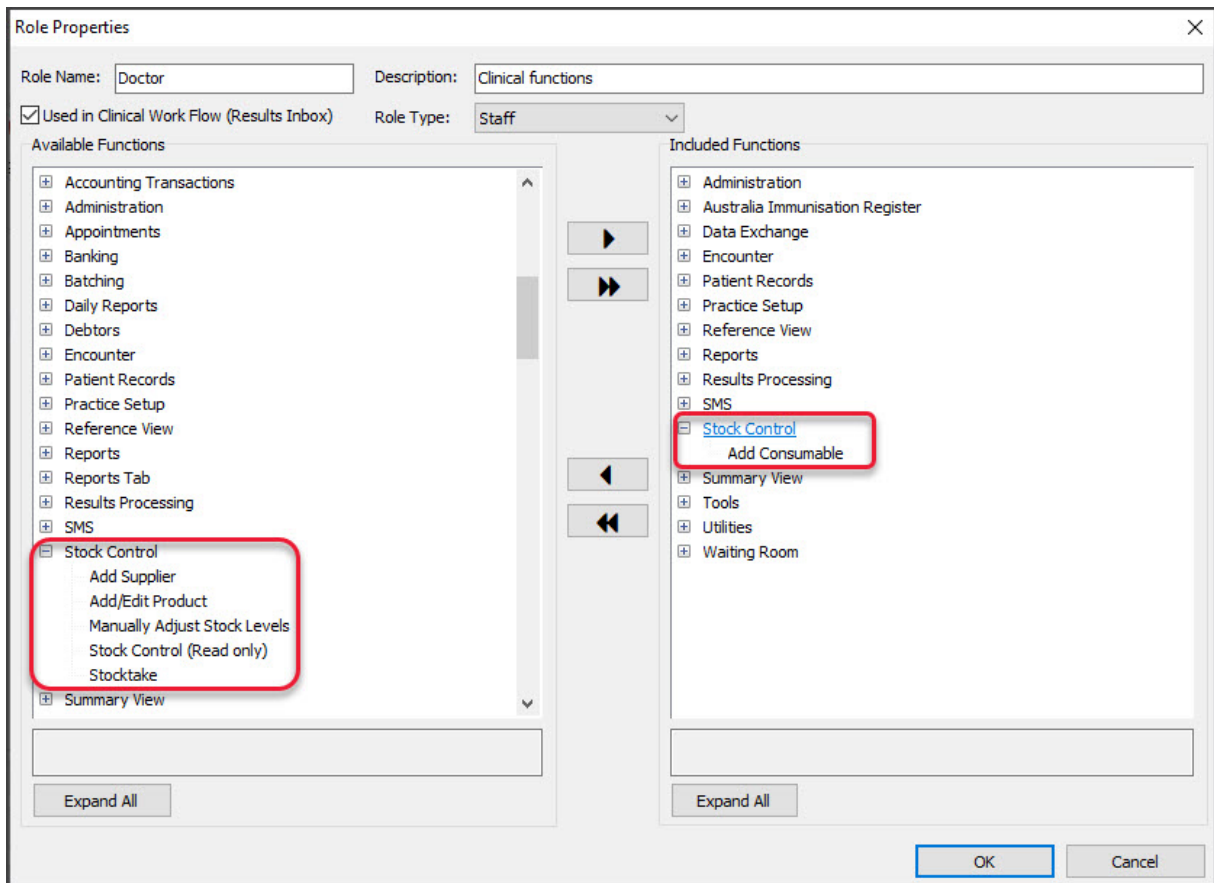 Role Properties
Role Name: Doctor Description: Clinical functions
Used in Clinical Work Flow (Results Inbox) Role Type: Staff
Available Functions
Accounting Transactions
Administration
Appointments
Banking
Batching
Daily Reports
Debtors
Encounter
Patient Records
Practice Setup
Reference View
Reports
Reports Tab
Results Processing
SMS
Stock Control
Add Supplier
Add/Edit Product
Manually Adjust Stock Levels
Stock Control (Read only)
Stocktake
Summary View
Expand All
Included Functions
Administration
Australia Immunisation Register
Data Exchange
Encounter
Patient Records
Practice Setup
Reference View
Reports
Results Processing
SMS
Stock Control
Add Consumable
Summary View
Tools
Utilities
Waiting Room
Expand All
OK Cancel